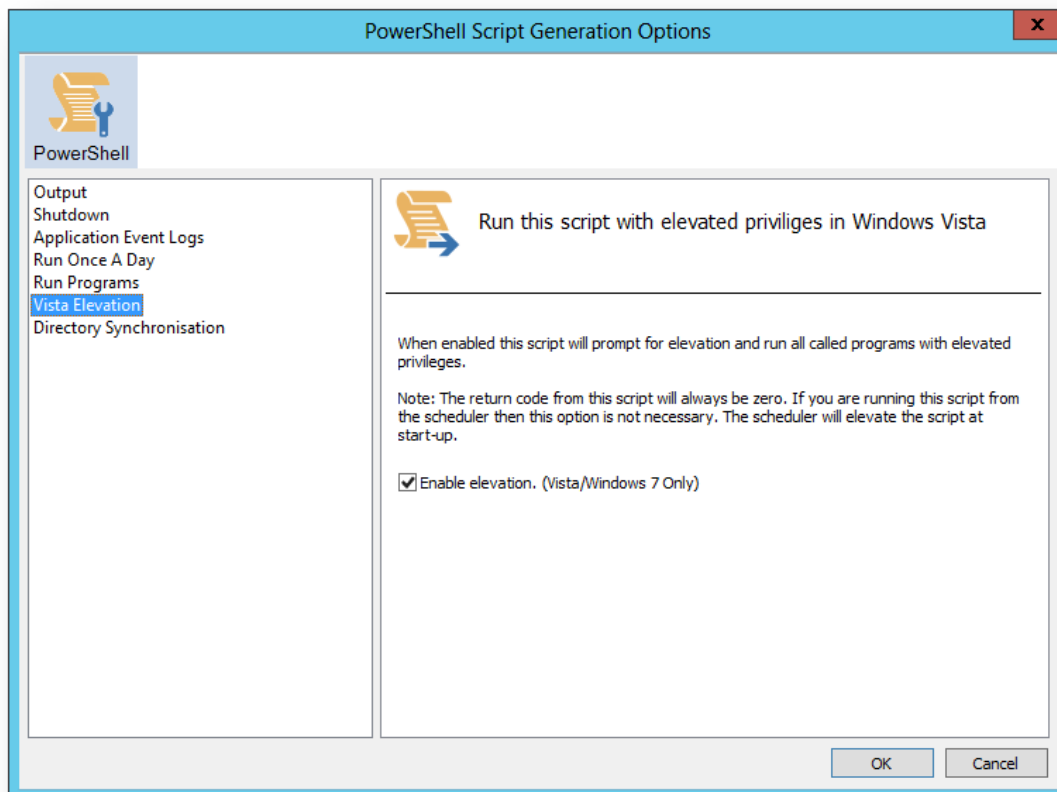 PowerShell Script Generation Options
x
PowerShell
Output
Shutdown
Application Event Logs
Run Once A Day
Run Programs
Vista Elevation
Directory Synchronisation
Run this script with elevated priviliges in Windows Vista
When enabled this script will prompt for elevation and run all called programs with elevated
privileges.
Note: The return code from this script will always be zero. If you are running this script from
the scheduler then this option is not necessary. The scheduler will elevate the script at
start-up.
Enable elevation. (Vista/Windows 7 Only)
OK
Cancel